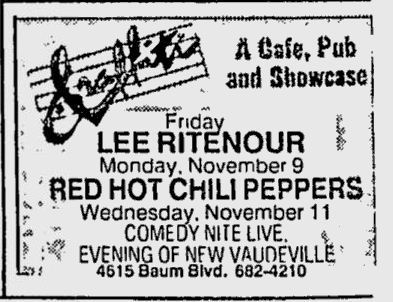 Graffiti
A Cafe, Pub
and Showcase
Friday
LEE RITENOUR
Monday, November 9
RED HOT CHILI PEPPERS
Wednesday, November 11
COMEDY NITE LIVE,
EVENING OF NEW VAUDEVILLE
4615 Baum Blvd. 682-4210